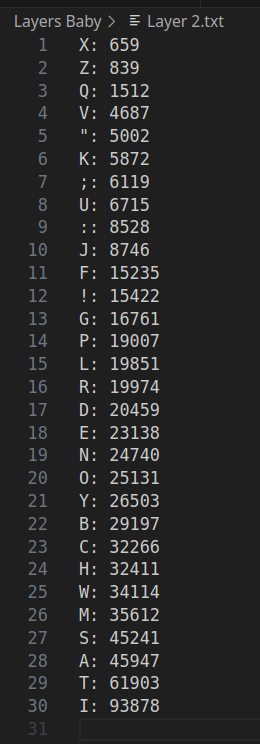 Layers Baby > Layer 2.txt
1 X: 659
2 Z: 839
3 Q: 1512
4 V: 4687
5 ": 5002
6 K: 5872
7 ;: 6119
8 U: 6715
9 :: 8528
10 J: 8746
11 F: 15235
12 !: 15422
13 G: 16761
14 P: 19007
15 L: 19851
16 R: 19974
17 D: 20459
18 E: 23138
19 N: 24740
20 O: 25131
21 Y: 26503
22 B: 29197
23 C: 32266
24 H: 32411
25 W: 34114
26 M: 35612
27 S: 45241
28 A: 45947
29 T: 61903
30 I: 93878
31